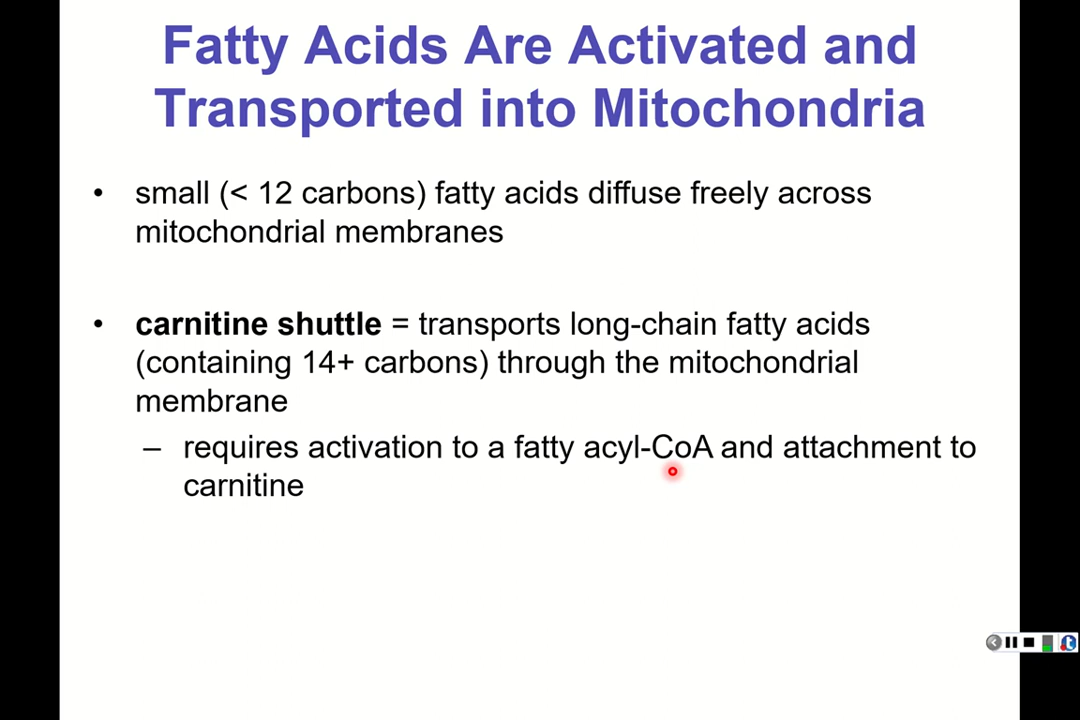 Fatty Acids Are Activated and
Transported into Mitochondria
• small (< 12 carbons) fatty acids diffuse freely across
mitochondrial membranes
• carnitine shuttle = transports long-chain fatty acids
(containing 14+ carbons) through the mitochondrial
membrane
– requires activation to a fatty acyl-CoA and attachment to
carnitine
t